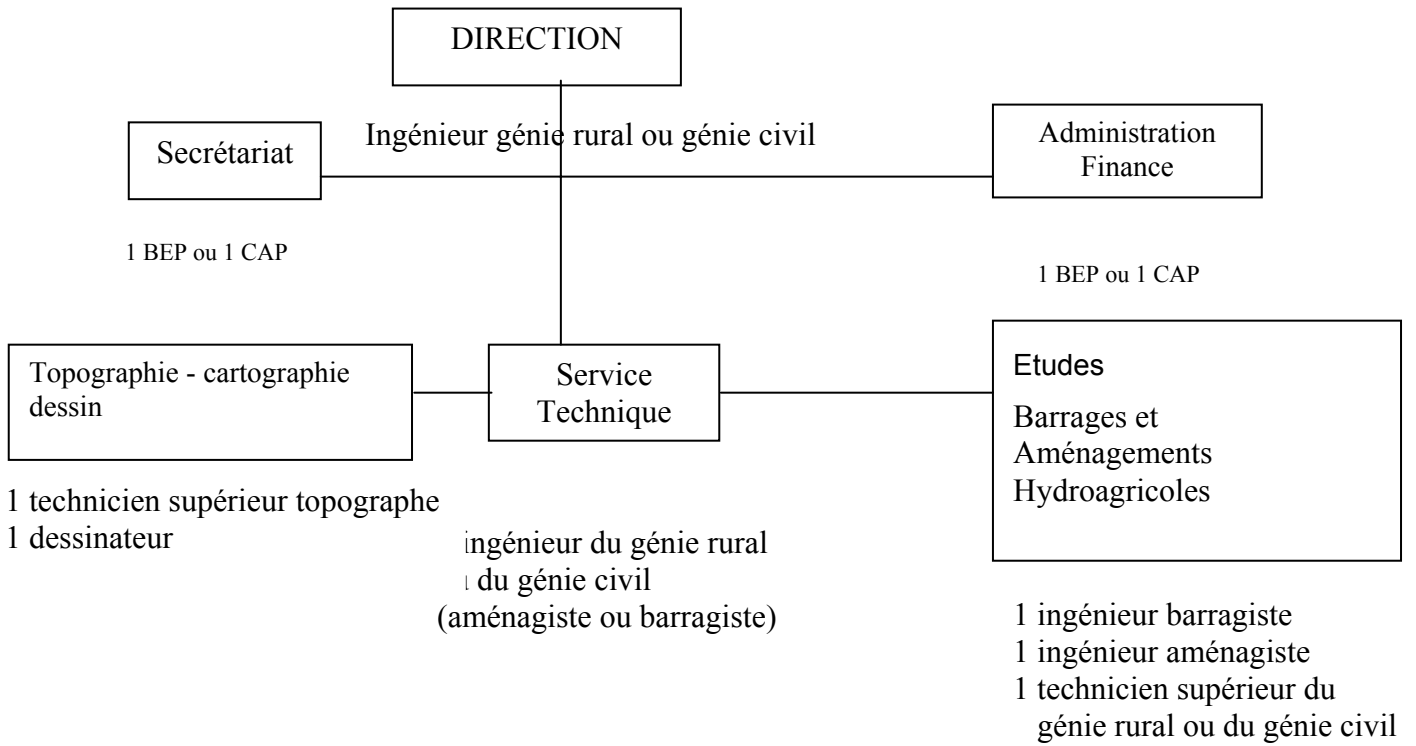 DIRECTION
Ingénieur génie rural ou génie civil
Secrétariat
Administration
Finance
1 BEP ou 1 CAP
1 BEP ou 1 CAP
Topographie - cartographie
dessin
Service
Technique
Etudes
Barrages et
Aménagements
Hydroagricoles
1 technicien supérieur topographe
1 dessinateur
ingénieur du génie rural
du génie civil
(aménagiste ou barragiste)
1 ingénieur barragiste
1 ingénieur aménagiste
1 technicien supérieur du
génie rural ou du génie civil